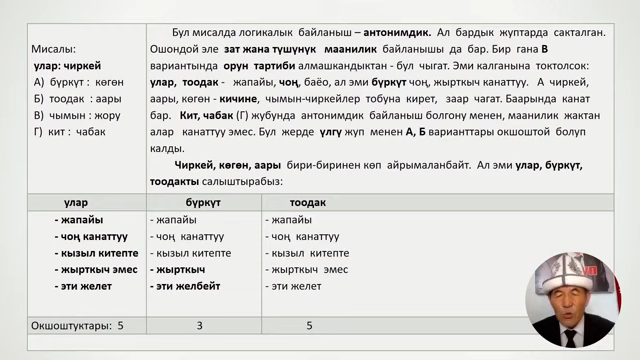 Мисалы:
улар: чиркей
А) бүркүт : көгөн
Б) тоодак : аары
В) чымын : жору
Г) кит : чабак
Бул мисалда логикалык байланыш – антонимдик. Ал бардык жуптарда сакталган.
Ошондой эле зат жана түшүнүк маанилик байланышы да бар. Бир гана В
вариантында орун тартиби алмашкандыктан - бул чыгат. Эми калганына токтолсок:
улар, тоодак - жапайы, чоң, баёо, ал эми бүркүт чоң, жырткыч канаттуу. А чиркей,
аары, көгөн - кичине, чымын-чиркейлер тобуна кирет, заар чагат. Баарында канат
бар. Кит, чабак (Г) жубунда антонимдик байланыш болгону менен, маанилик жактан
алар канаттуу эмес. Бул жерде үлгү жуп менен А, Б варианттары окшоштой болуп
калды.
Чиркей, көгөн, аары бири-биринен көп айрымаланбайт. Ал эми улар, бүркүт,
тоодакты салыштырабыз:
улар бүркүт тоодак
- жапайы - жапайы - жапайы
- чоң канаттуу - чоң канаттуу - чоң канаттуу
- кызыл китепте - кызыл китепте - кызыл китепте
- жырткыч эмес - жырткыч - жырткыч эмес
- эти желет - эти желбейт - эти желет
Окшоштуктары: 5 3 5